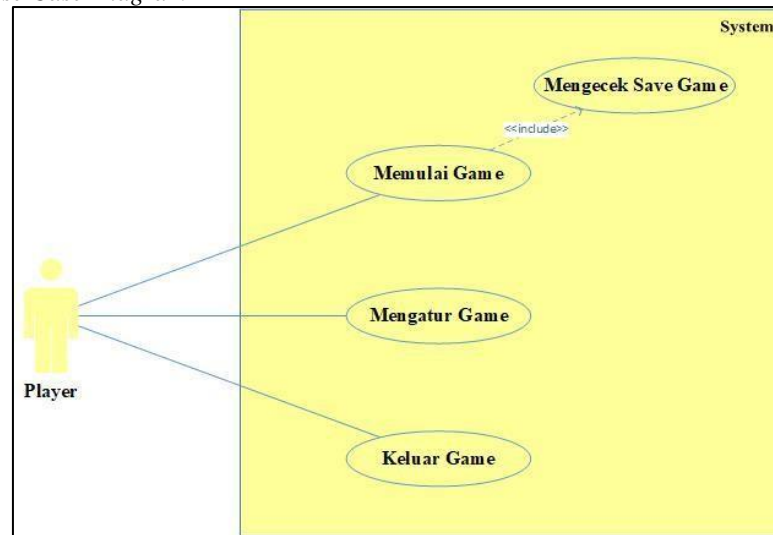 System
Mengecek Save Game
<<include>>
Memulai Game
Mengatur Game
Player
Keluar Game